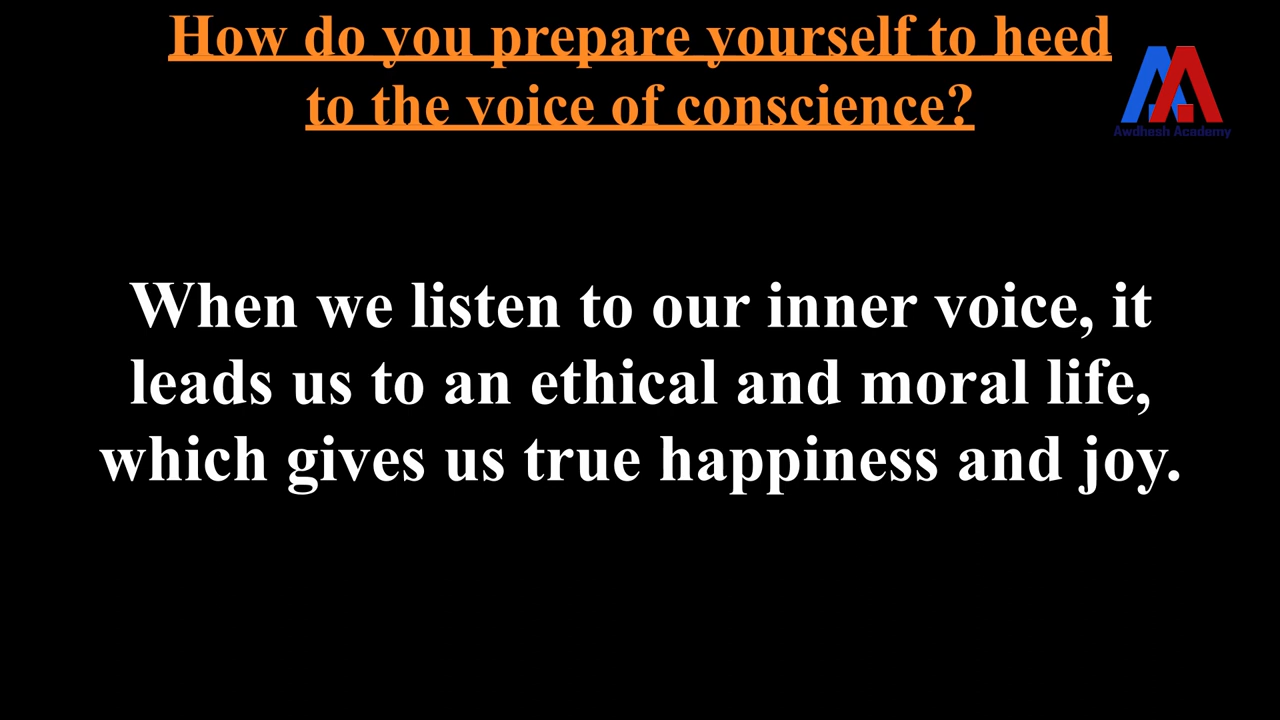 How do you prepare yourself to heed
to the voice of conscience?
Awdhesh Academy
When we listen to our inner voice, it
leads us to an ethical and moral life,
which gives us true happiness and joy.